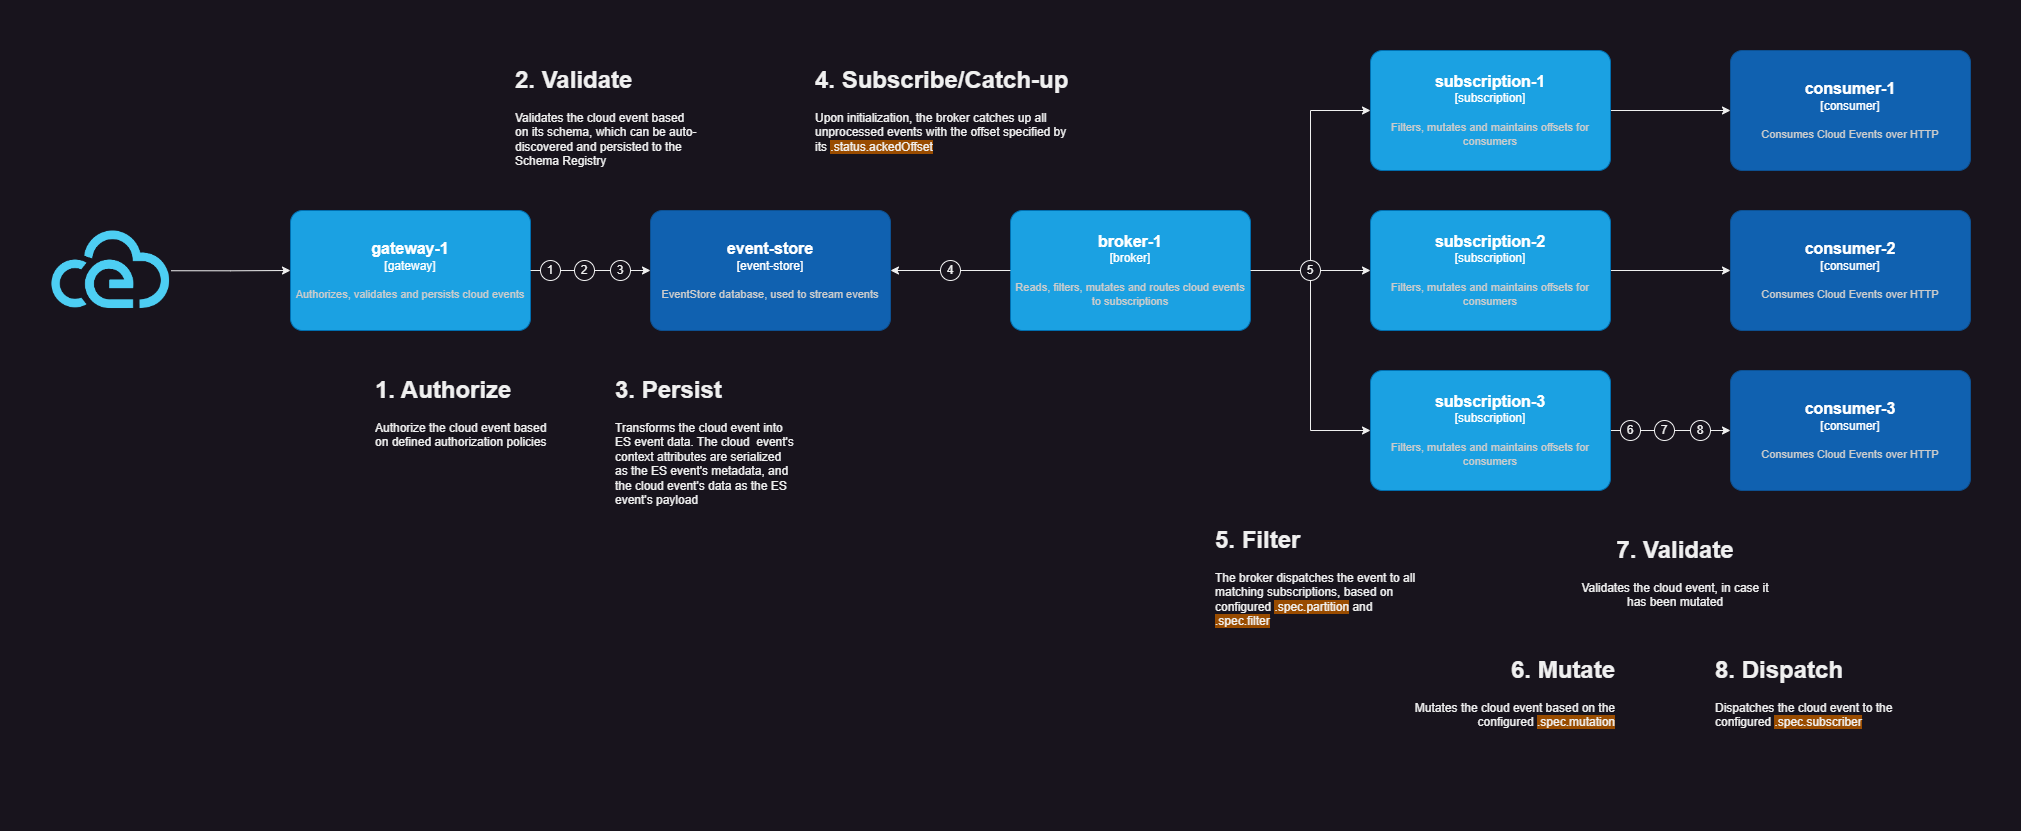 2. Validate
Validates the cloud event based
on its schema, which can be auto-
discovered and persisted to the
Schema Registry
4. Subscribe/Catch-up
Upon initialization, the broker catches up all
unprocessed events with the offset specified by
its .status.ackedOffset
gateway-1
[gateway]
Authorizes, validates and persists cloud events
1
2
3
event-store
[event-store]
EventStore database, used to stream events
4
broker-1
[broker]
Reads, filters, mutates and routes cloud events
to subscriptions
5
subscription-1
[subscription]
Filters, mutates and maintains offsets for
consumers
consumer-1
[consumer]
Consumes Cloud Events over HTTP
subscription-2
[subscription]
Filters, mutates and maintains offsets for
consumers
consumer-2
[consumer]
Consumes Cloud Events over HTTP
subscription-3
[subscription]
Filters, mutates and maintains offsets for
consumers
6
7
8
consumer-3
[consumer]
Consumes Cloud Events over HTTP
1. Authorize
Authorize the cloud event based
on defined authorization policies
3. Persist
Transforms the cloud event into
ES event data. The cloud  event's
context attributes are serialized
as the ES event's metadata, and
the cloud event's data as the ES
event's payload
5. Filter
The broker dispatches the event to all
matching subscriptions, based on
configured .spec.partition and
.spec.filter
7. Validate
Validates the cloud event, in case it
has been mutated
6. Mutate
Mutates the cloud event based on the
configured .spec.mutation
8. Dispatch
Dispatches the cloud event to the
configured .spec.subscriber